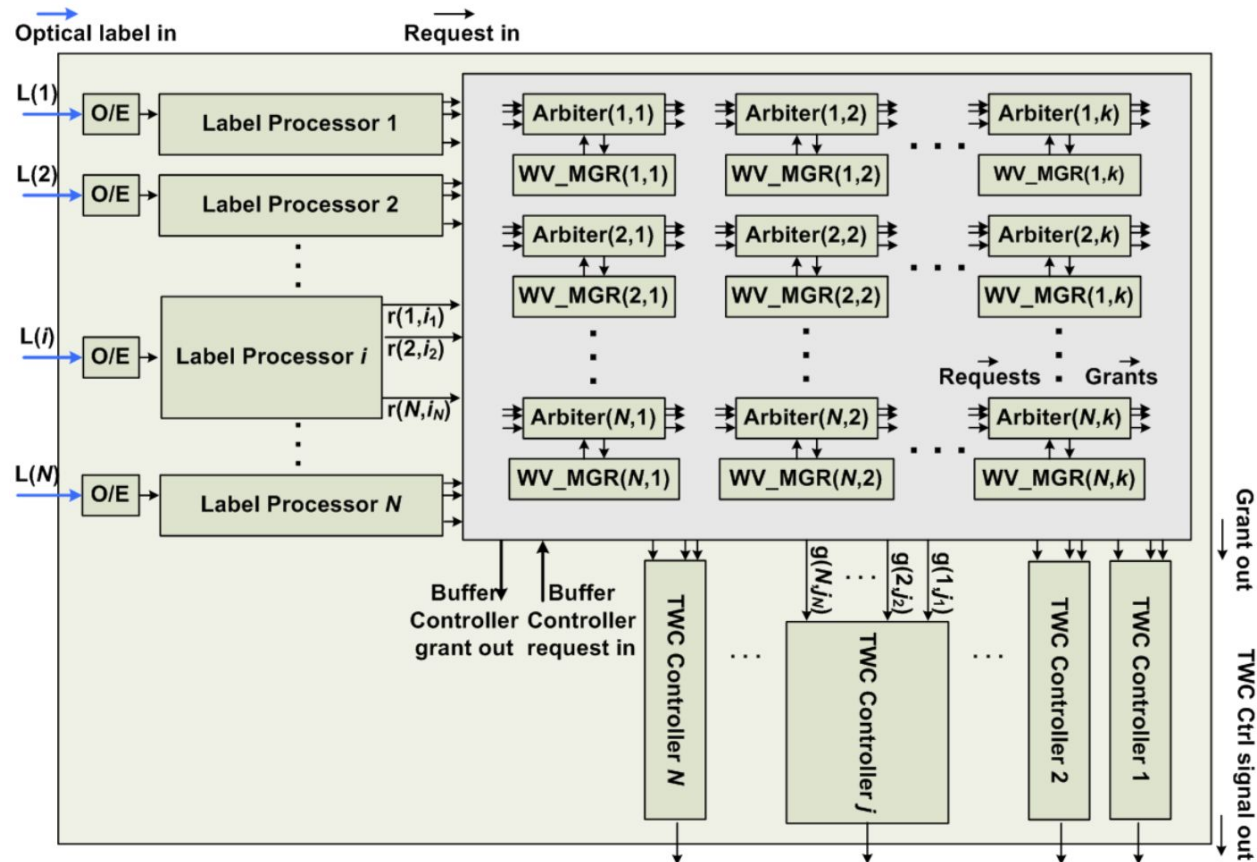 Optical label in
Request in
L(1)
O/E
Label Processor 1
Arbiter(1,1)
Arbiter(1,2)
Arbiter(1,k)
WV_MGR(1,1)
WV_MGR(1,2)
. . .
WV_MGR(1,k)
L(2)
O/E
Label Processor 2
Arbiter(2,1)
Arbiter(2,2)
Arbiter(2,k)
WV_MGR(2,1)
WV_MGR(2,2)
. . .
WV_MGR(1,k)
L(i)
O/E
Label Processor i
r(1,i₁)
r(2,i₂)
r(N,i_N)
Requests
Grants
Arbiter(N,1)
Arbiter(N,2)
Arbiter(N,k)
WV_MGR(N,1)
WV_MGR(N,2)
. . .
WV_MGR(N,k)
L(N)
O/E
Label Processor N
Buffer
Controller
grant out
Buffer
Controller
request in
g(N,j_N)
. . .
g(2,j₂)
g(1,j₁)
TWC Controller N
. . .
TWC Controller j
. . .
TWC Controller 2
TWC Controller 1
Grant out
TWC Ctrl signal out